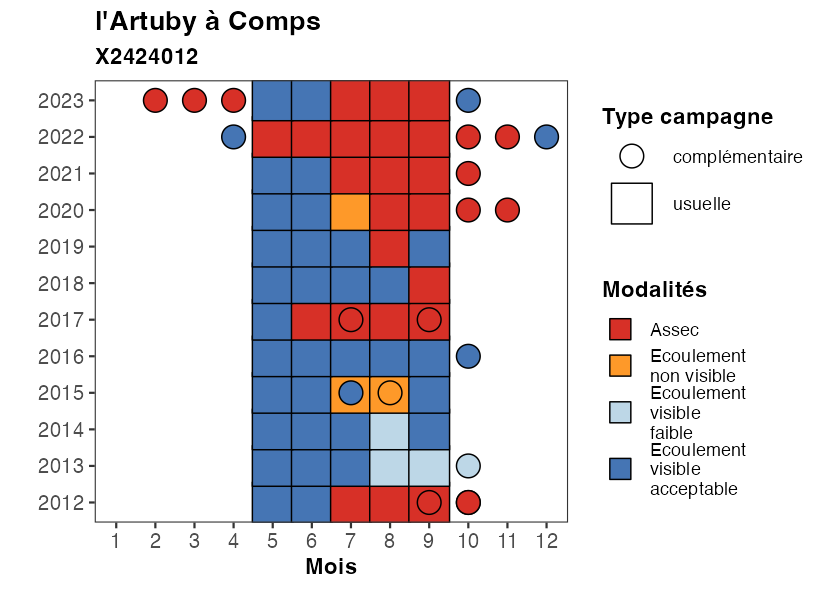 l'Artuby à Comps
X2424012
2023
2022
2021
2020
2019
2018
2017
2016
2015
2014
2013
2012
1 2 3 4 5 6 7 8 9 10 11 12
Mois
Type campagne
complémentaire
usuelle
Modalités
Assec
Ecoulement
non visible
Ecoulement
visible
faible
Ecoulement
visible
acceptable